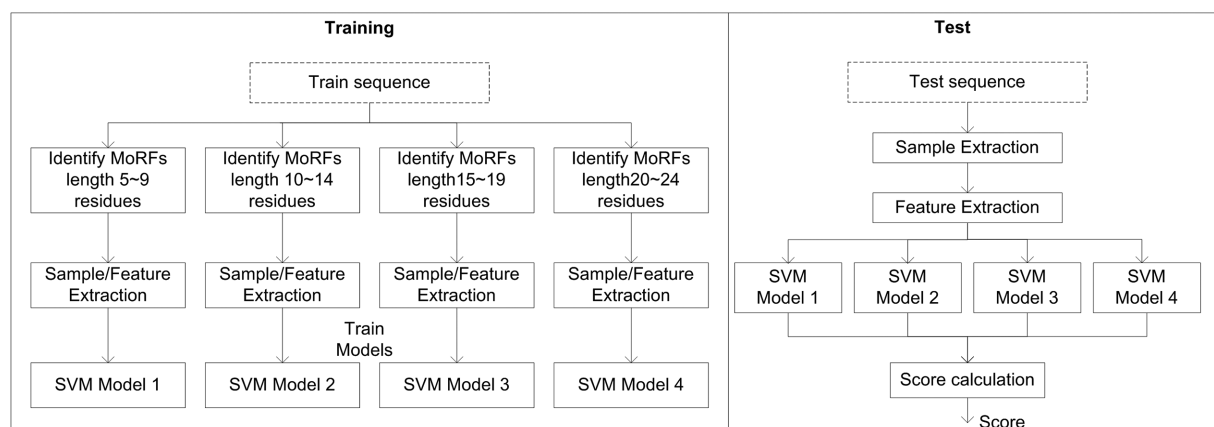 Training
Train sequence
Identify MoRFs
length 5~9
residues
Identify MoRFs
length 10~14
residues
Identify MoRFs
length15~19
residues
Identify MoRFs
length20~24
residues
Sample/Feature
Extraction
Sample/Feature
Extraction
Sample/Feature
Extraction
Sample/Feature
Extraction
Train
Models
SVM Model 1
SVM Model 2
SVM Model 3
SVM Model 4
Test
Test sequence
Sample Extraction
Feature Extraction
SVM
Model 1
SVM
Model 2
SVM
Model 3
SVM
Model 4
Score calculation
Score